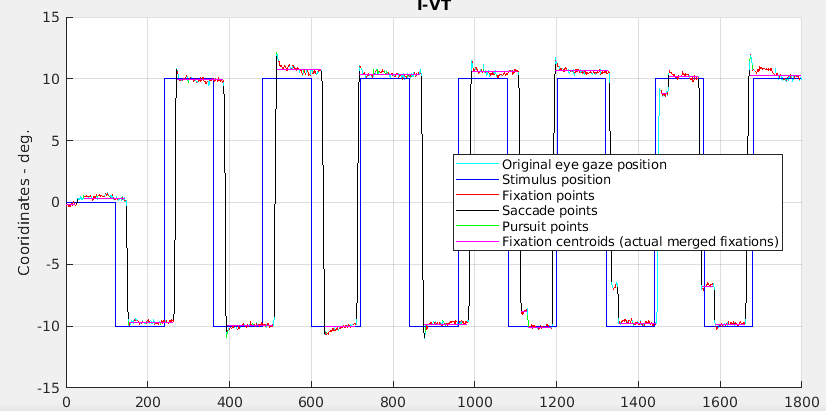 I-VT
15
10
5
0
-5
-10
-15
Cooridinates - deg.
Original eye gaze position
Stimulus position
Fixation points
Saccade points
Pursuit points
Fixation centroids (actual merged fixations)
0 200 400 600 800 1000 1200 1400 1600 1800